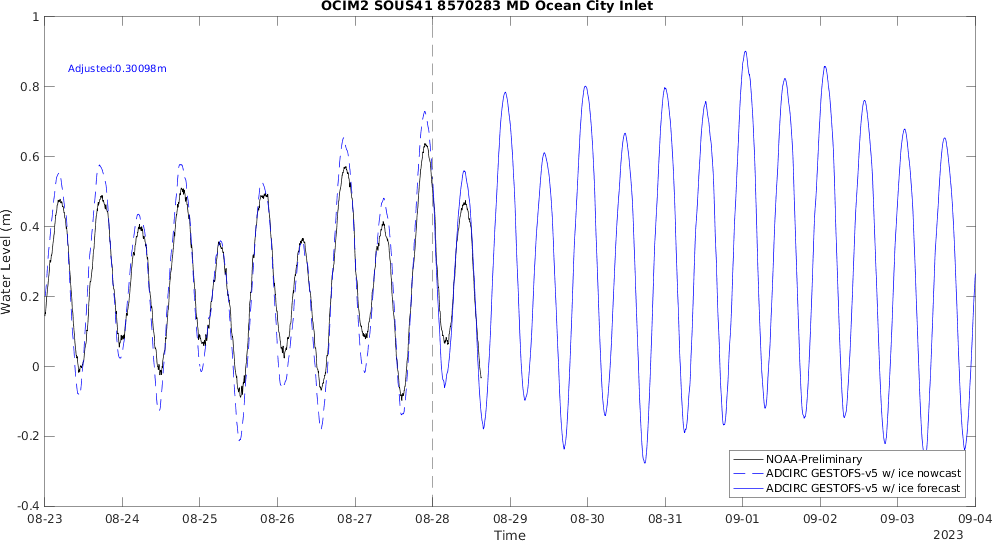 OCIM2 SOUS41 8570283 MD Ocean City Inlet
1
Adjusted:0.30098m
0.8
0.6
0.4
0.2
0
-0.2
-0.4
Water Level (m)
NOAA-Preliminary
ADCIRC GESTOFS-v5 w/ ice nowcast
ADCIRC GESTOFS-v5 w/ ice forecast
08-23 08-24 08-25 08-26 08-27 08-28 08-29 08-30 08-31 09-01 09-02 09-03 09-04
Time
2023